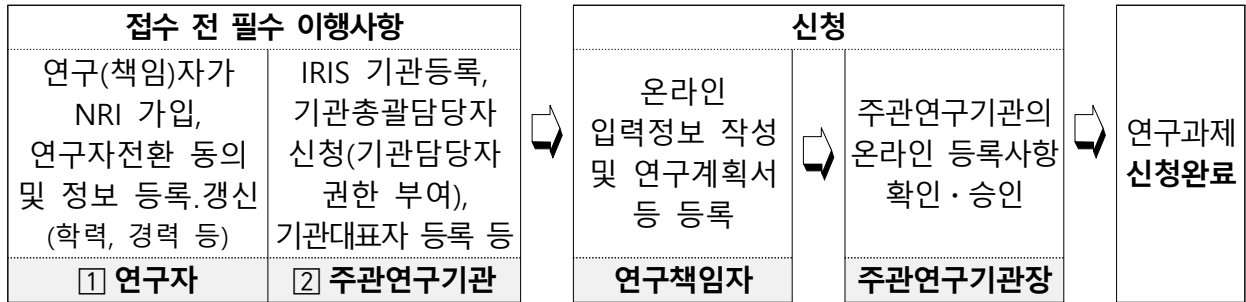 접수 전 필수 이행사항
연구(책임)자가
NRI 가입,
연구자전환 동의
및 정보 등록.갱신
(학력, 경력 등)
1 연구자
IRIS 기관등록,
기관총괄담당자
신청(기관담당자
권한 부여),
기관대표자 등록 등
2 주관연구기관
신청
온라인
입력정보 작성
및 연구계획서
등 등록
연구책임자
주관연구기관의
온라인 등록사항
확인·승인
주관연구기관장
연구과제
신청완료